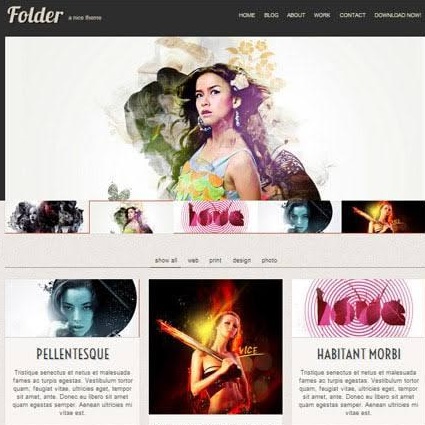 Folder a nice theme
HOME BLOG ABOUT WORK CONTACT DOWNLOAD NOW!
LOVE
show all web print design photo
VICE
LOVE
PELLENTESQUE
Tristique senectus et netus et malesuada
fames ac turpis egestas. Vestibulum tortor
quam, feugiat vitae, ultricies eget, tempor
sit amet, ante. Donec eu libero sit amet
quam egestas semper. Aenean ultricies mi
vitae est.
HABITANT MORBI
Tristique senectus et netus et malesuada
fames ac turpis egestas. Vestibulum tortor
quam, feugiat vitae, ultricies eget, tempor
sit amet, ante. Donec eu libero sit amet
quam egestas semper. Aenean ultricies mi
vitae est.